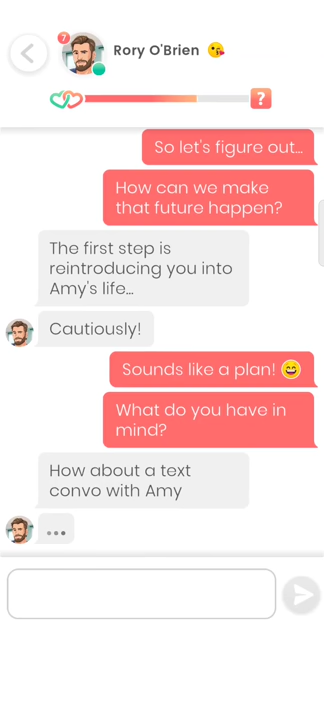 7
Rory O'Brien 😘
?
So let's figure out...
How can we make
that future happen?
The first step is
reintroducing you into
Amy's life...
Cautiously!
Sounds like a plan! 😄
What do you have in
mind?
How about a text
convo with Amy
...